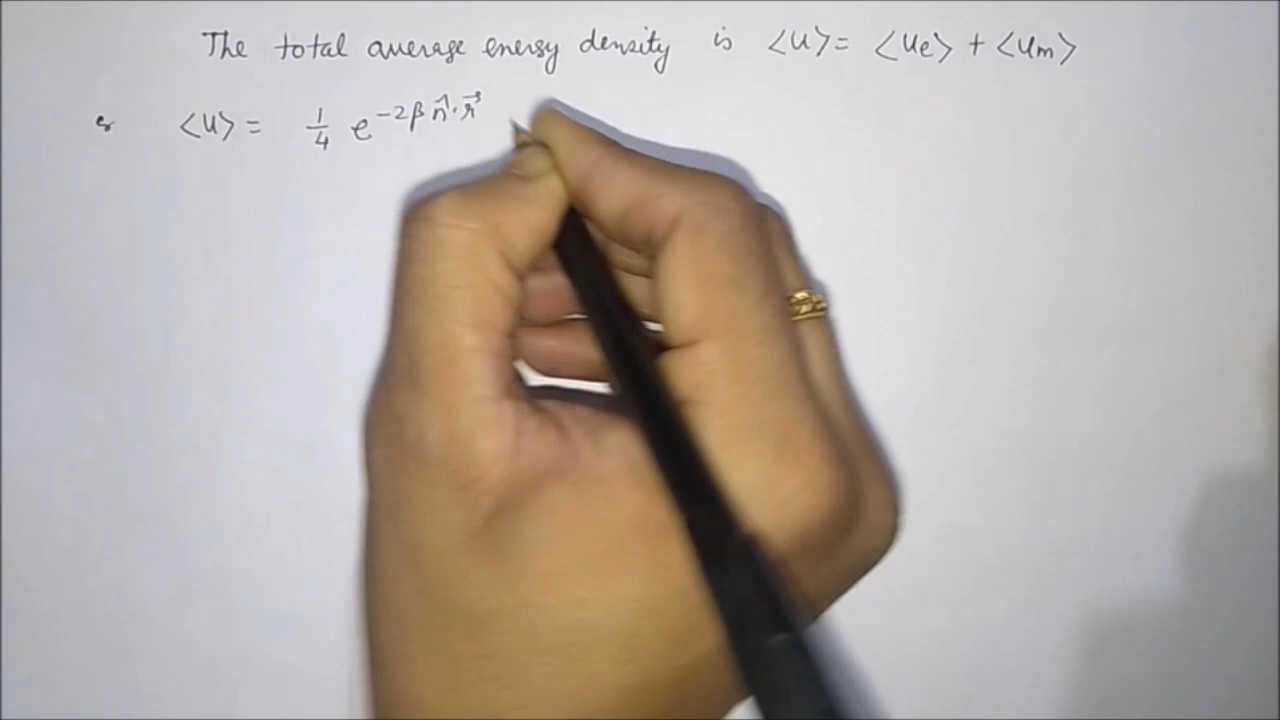 The total average energy density is <u> = <ue> + <um>
<u> = 1/4 e^{-2β n̂·r⃗}